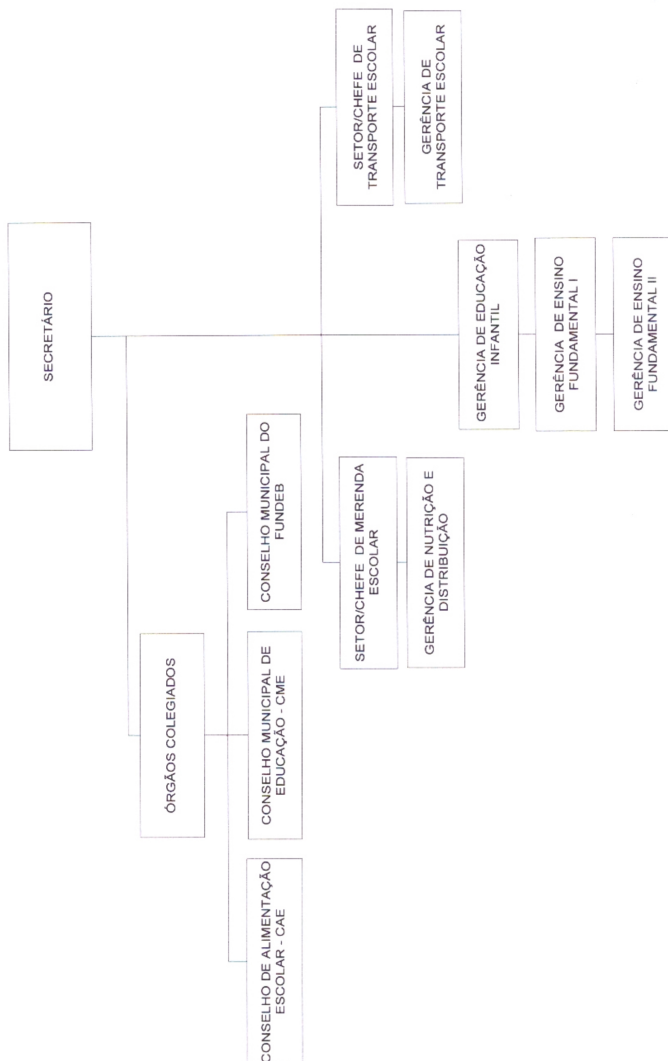 SECRETÁRIO
ÓRGÃOS COLEGIADOS
CONSELHO DE ALIMENTAÇÃO
ESCOLAR - CAE
CONSELHO MUNICIPAL DE
EDUCAÇÃO - CME
CONSELHO MUNICIPAL DO
FUNDEB
SETOR/CHEFE DE MERENDA
ESCOLAR
GERÊNCIA DE NUTRIÇÃO E
DISTRIBUIÇÃO
SETOR/CHEFE DE
TRANSPORTE ESCOLAR
GERÊNCIA DE
TRANSPORTE ESCOLAR
GERÊNCIA DE EDUCAÇÃO
INFANTIL
GERÊNCIA DE ENSINO
FUNDAMENTAL I
GERÊNCIA DE ENSINO
FUNDAMENTAL II